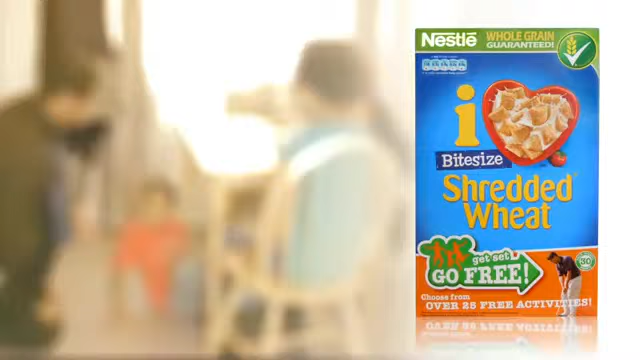 Nestlé
WHOLE GRAIN
GUARANTEED!
i
Bitesize
Shredded
Wheat
get set
GO FREE!
Choose from
OVER 25 FREE ACTIVITIES!